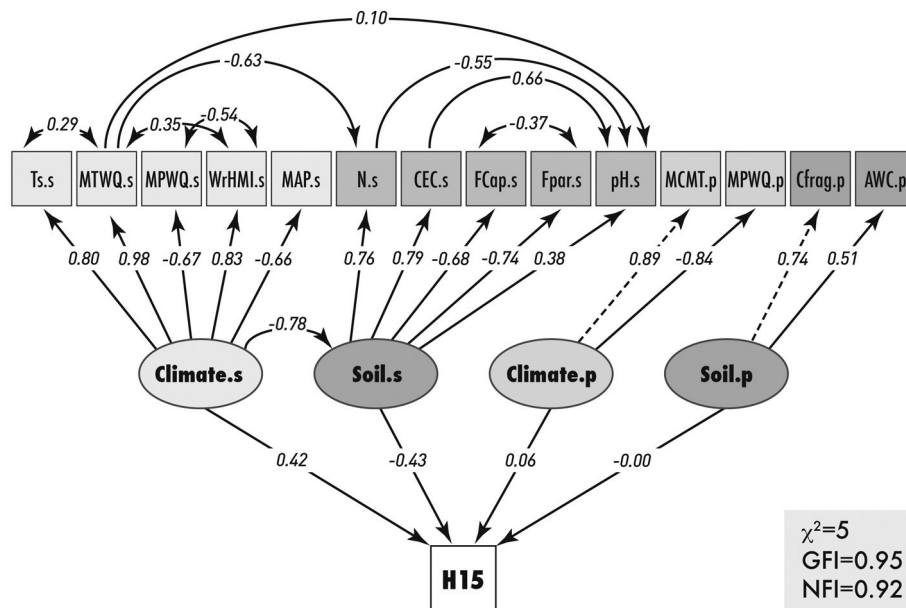 0.10
-0.63 -0.55
0.66
0.29 0.35 -0.54 -0.37
Ts.s MTWQ.s MPWQ.s WrHMI.s MAP.s N.s CEC.s FCap.s Fpar.s pH.s MCMT.p MPWQ.p Cfrag.p AWC.p
0.80 0.98 -0.67 0.83 -0.66 0.76 0.79 -0.68 -0.74 0.38 0.89 -0.84 0.74 0.51
-0.78
Climate.s Soil.s Climate.p Soil.p
0.42 -0.43 0.06 -0.00
H15
χ²=5
GFI=0.95
NFI=0.92